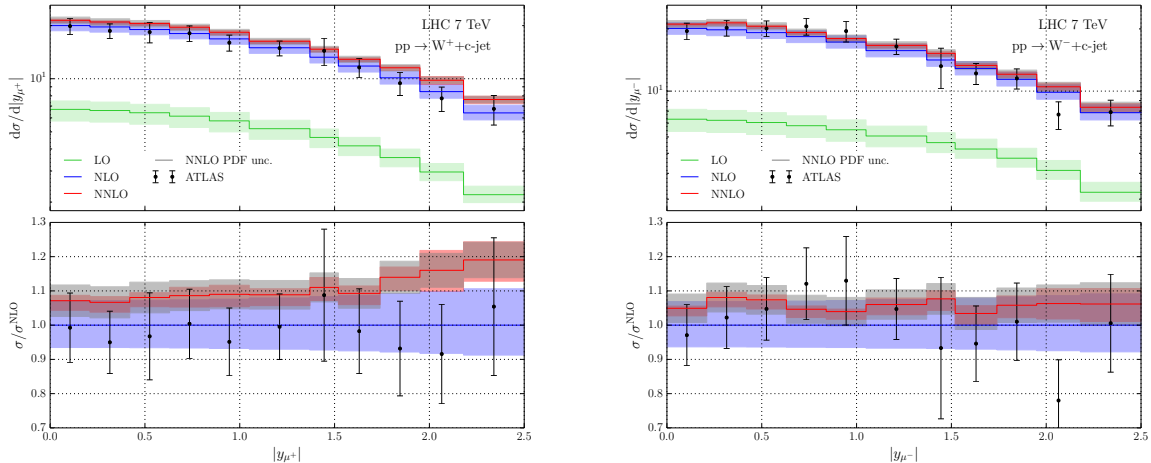 LHC 7 TeV
pp → W⁺+c-jet
10¹
dσ/d|y_μ⁺|
LO
NLO
NNLO
NNLO PDF unc.
ATLAS
1.3
1.2
1.1
1.0
0.9
0.8
0.7
σ/σ^NLO
0.0 0.5 1.0 1.5 2.0 2.5
|y_μ⁺|
LHC 7 TeV
pp → W⁻+c-jet
10¹
dσ/d|y_μ⁻|
LO
NLO
NNLO
NNLO PDF unc.
ATLAS
1.3
1.2
1.1
1.0
0.9
0.8
0.7
σ/σ^NLO
0.0 0.5 1.0 1.5 2.0 2.5
|y_μ⁻|